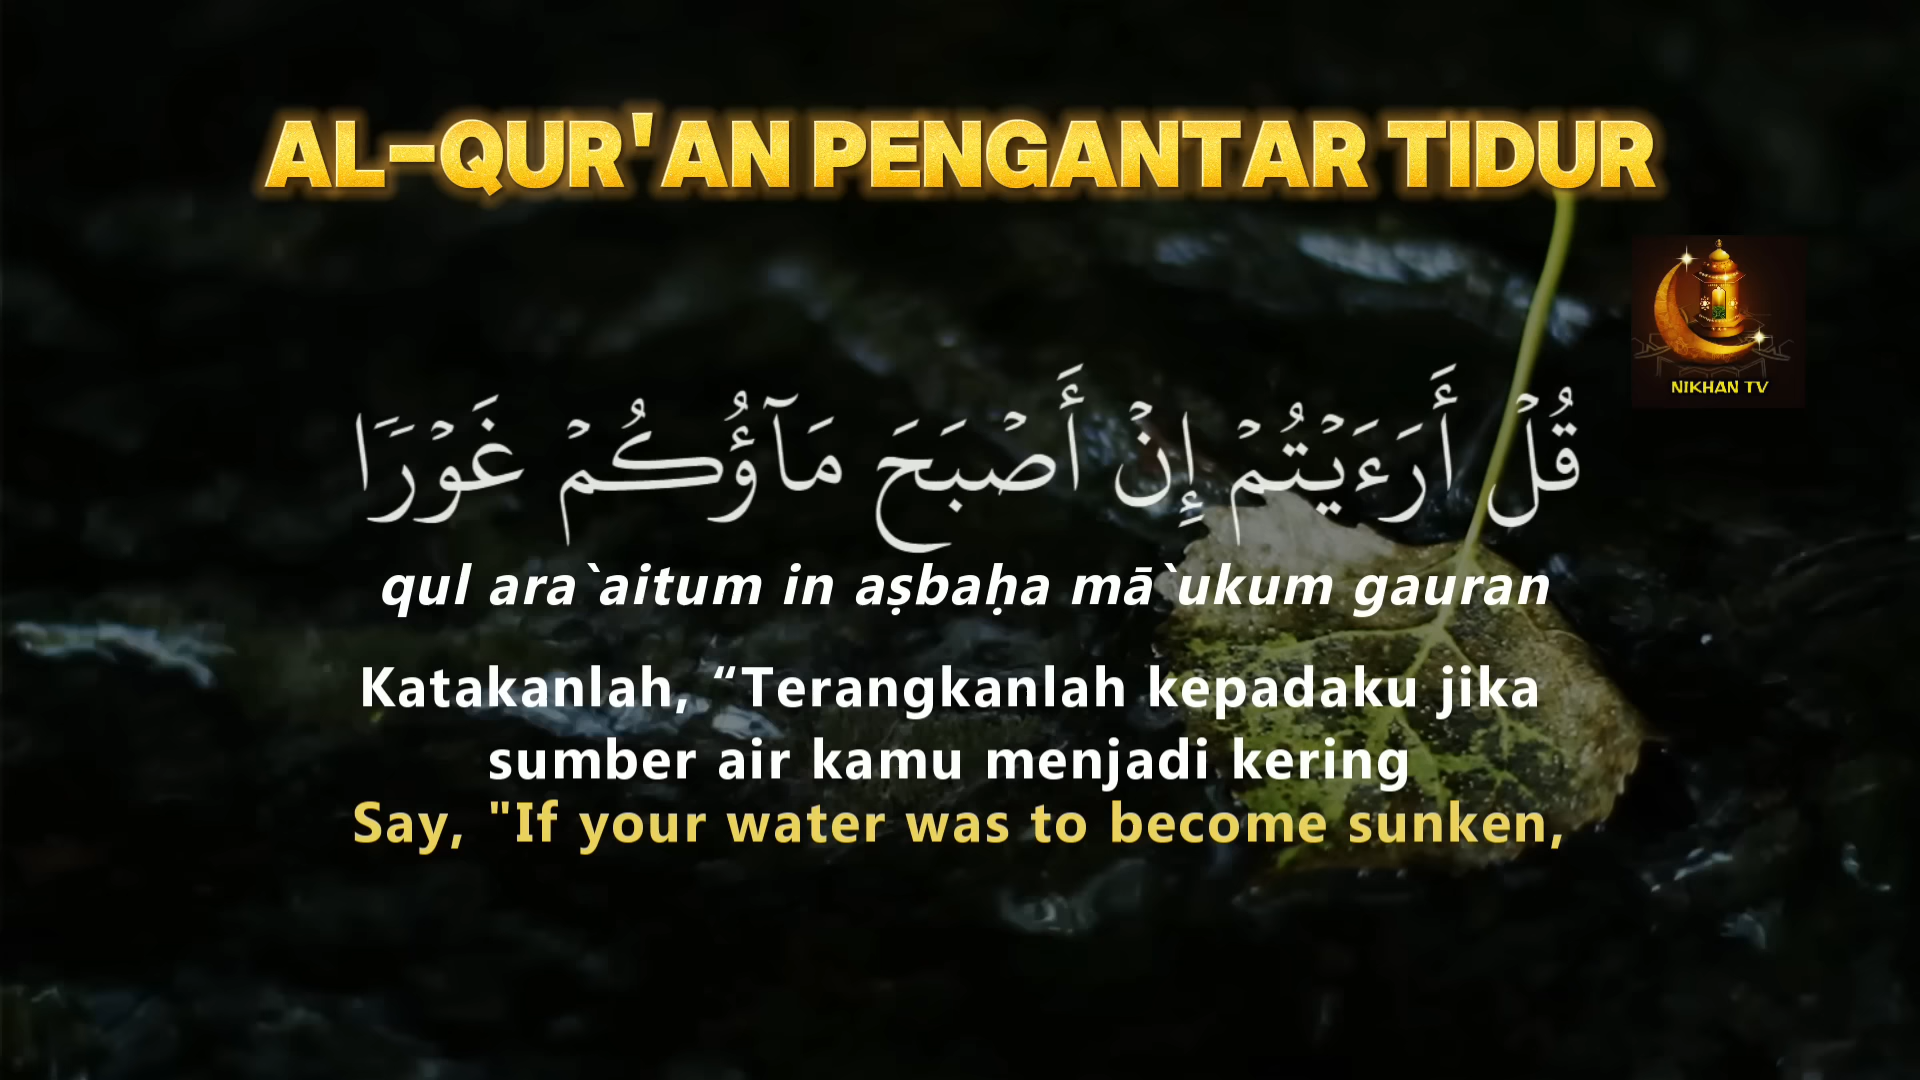 AL-QUR'AN PENGANTAR TIDUR
NIKHAN TV
قُلْ أَرَءَيْتُمْ إِنْ أَصْبَحَ مَآؤُكُمْ غَوْرًا
qul ara`aitum in aṣbaḥa mā`ukum gauran
Katakanlah, “Terangkanlah kepadaku jika
sumber air kamu menjadi kering
Say, "If your water was to become sunken,